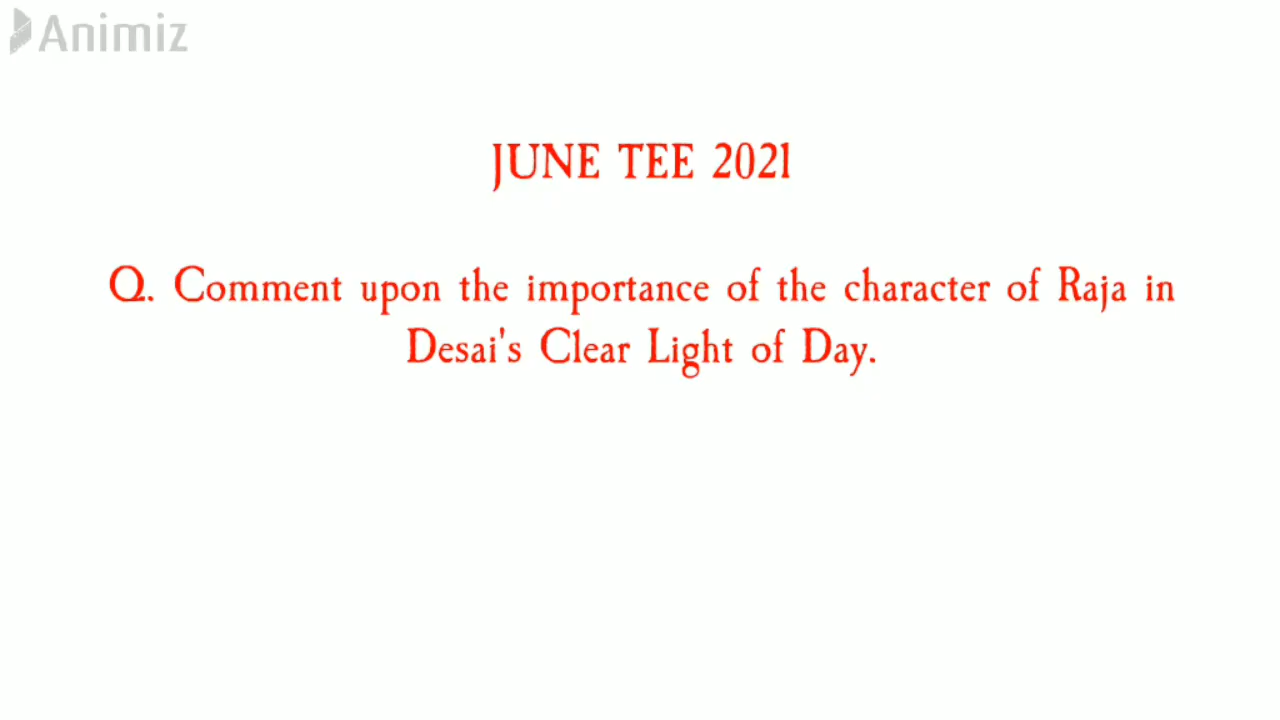 Animiz
JUNE TEE 2021
Q. Comment upon the importance of the character of Raja in
Desai's Clear Light of Day.